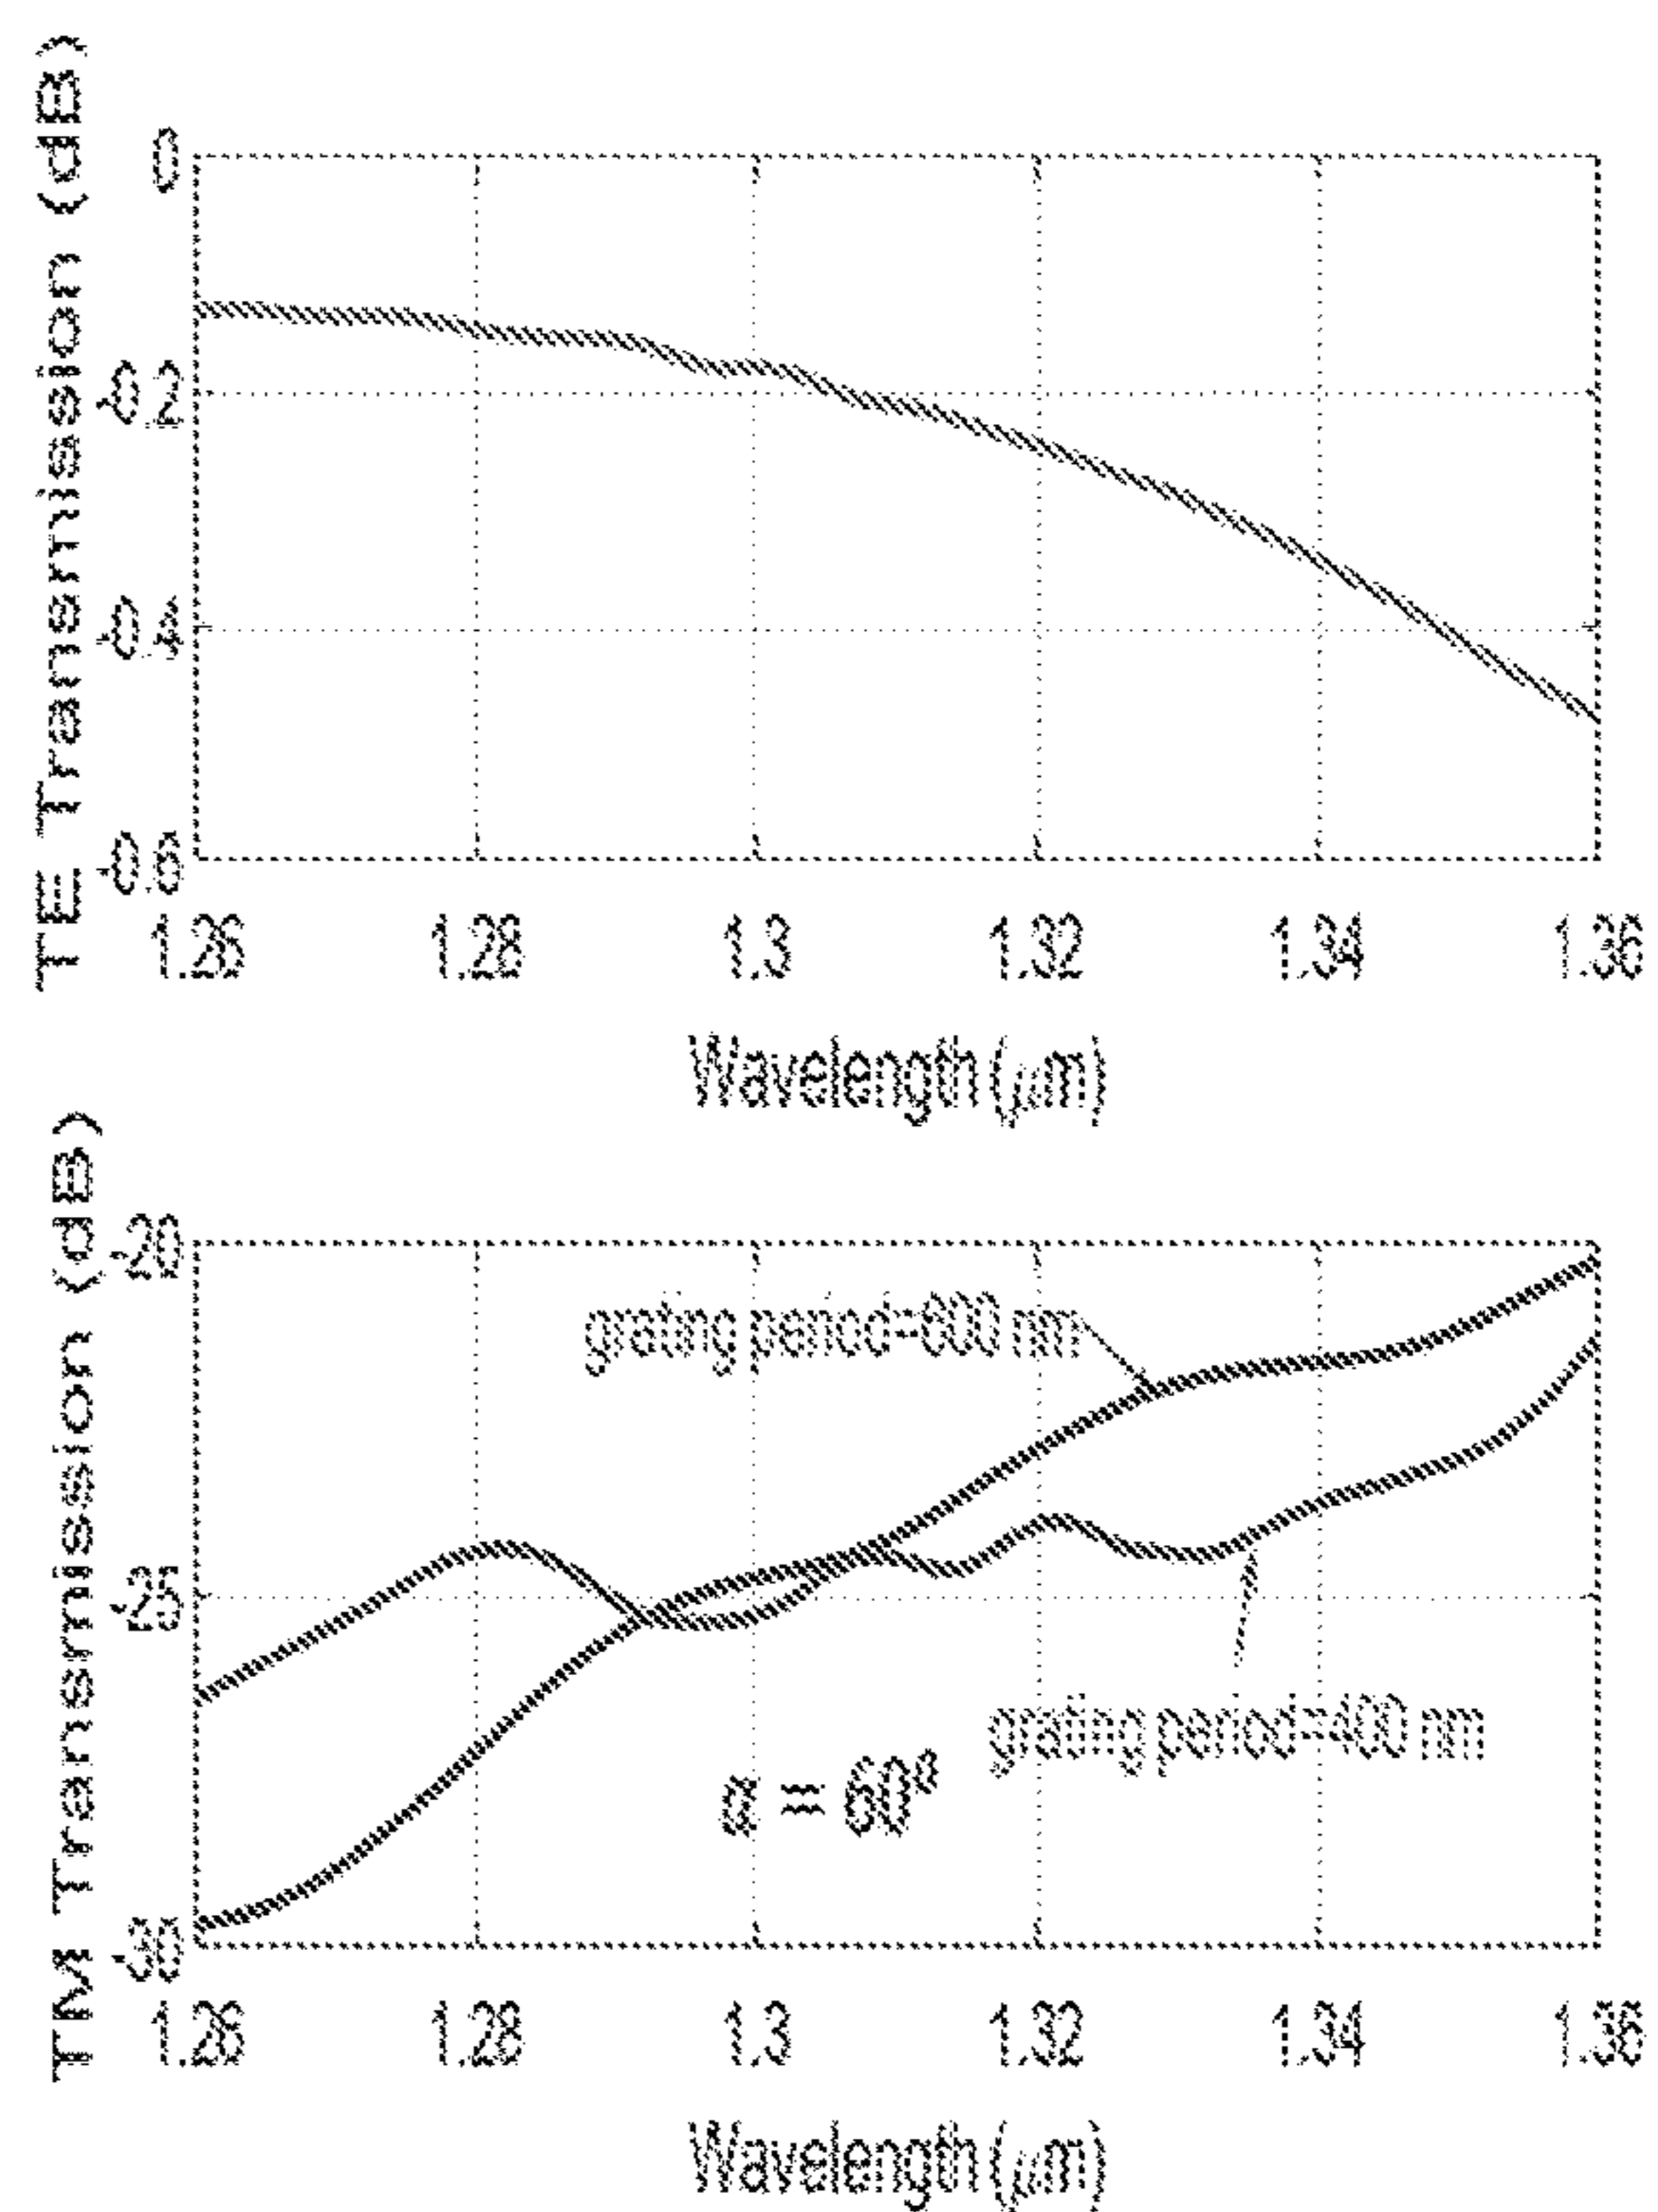 TE Transmission (dB)
0
-0.2
-0.4
-0.6
1.26 1.28 1.3 1.32 1.34 1.36
Wavelength (μm)
TM Transmission (dB)
-20
-25
-30
grating period=600 nm
grating period=400 nm
α = 60°
1.26 1.28 1.3 1.32 1.34 1.36
Wavelength (μm)